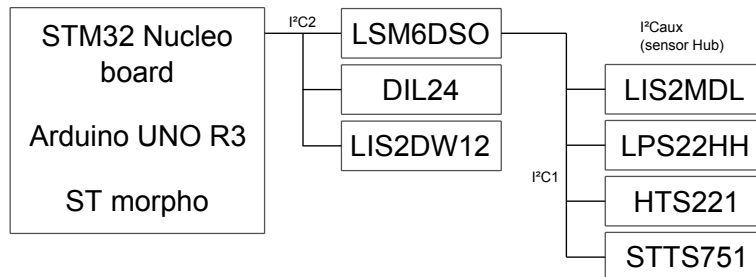 STM32 Nucleo
board
Arduino UNO R3
ST morpho
I²C2
LSM6DSO
DIL24
LIS2DW12
I²C1
I²Caux
(sensor Hub)
LIS2MDL
LPS22HH
HTS221
STTS751